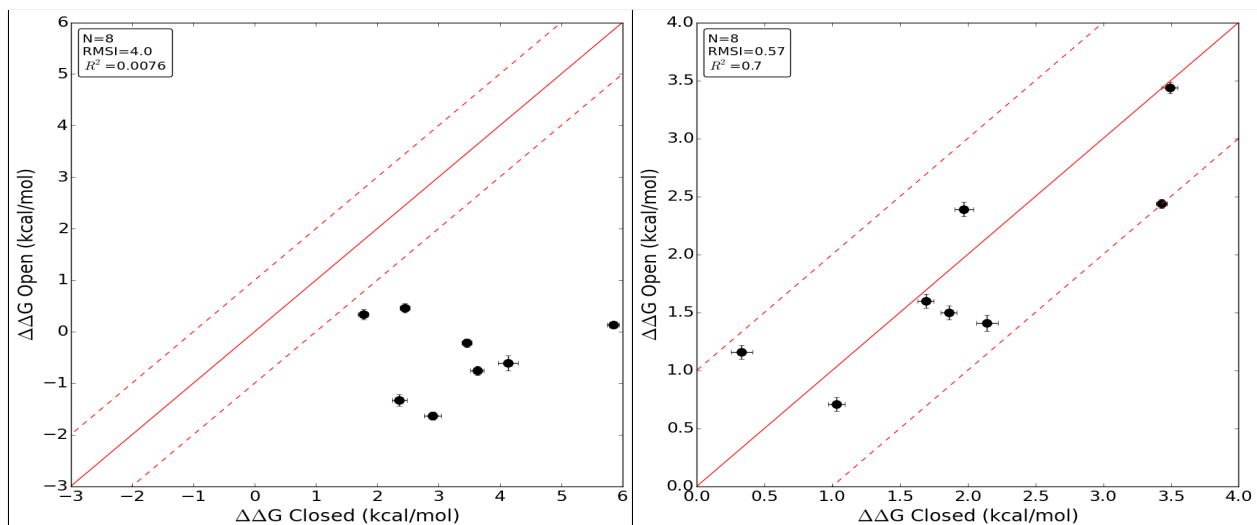 N=8
RMSI=4.0
R² =0.0076
6
5
4
3
2
1
0
−1
−2
−3
ΔΔG Open (kcal/mol)
−3 −2 −1 0 1 2 3 4 5 6
ΔΔG Closed (kcal/mol)
N=8
RMSI=0.57
R² =0.7
4.0
3.5
3.0
2.5
2.0
1.5
1.0
0.5
0.0
ΔΔG Open (kcal/mol)
0.0 0.5 1.0 1.5 2.0 2.5 3.0 3.5 4.0
ΔΔG Closed (kcal/mol)